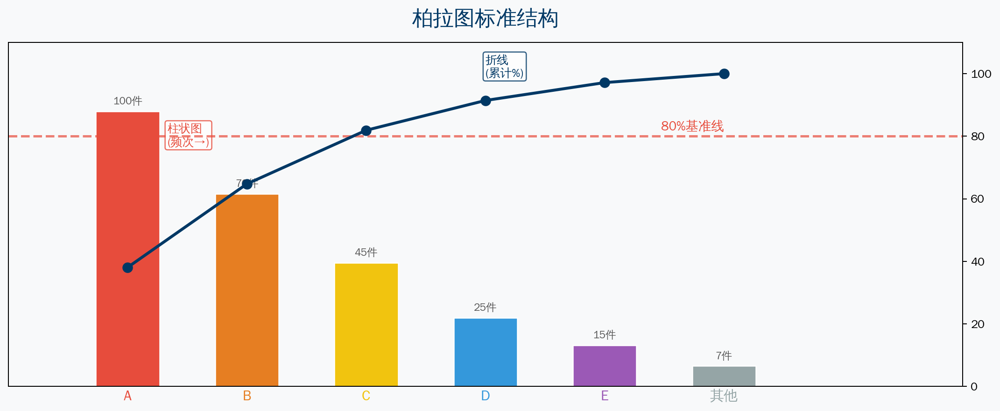 柏拉图标准结构
折线
(累计%)
100
100件
柱状图
(频次→)
80%基准线
80
60
45件
40
25件
20
15件
7件
0
A
B
C
D
E
其他